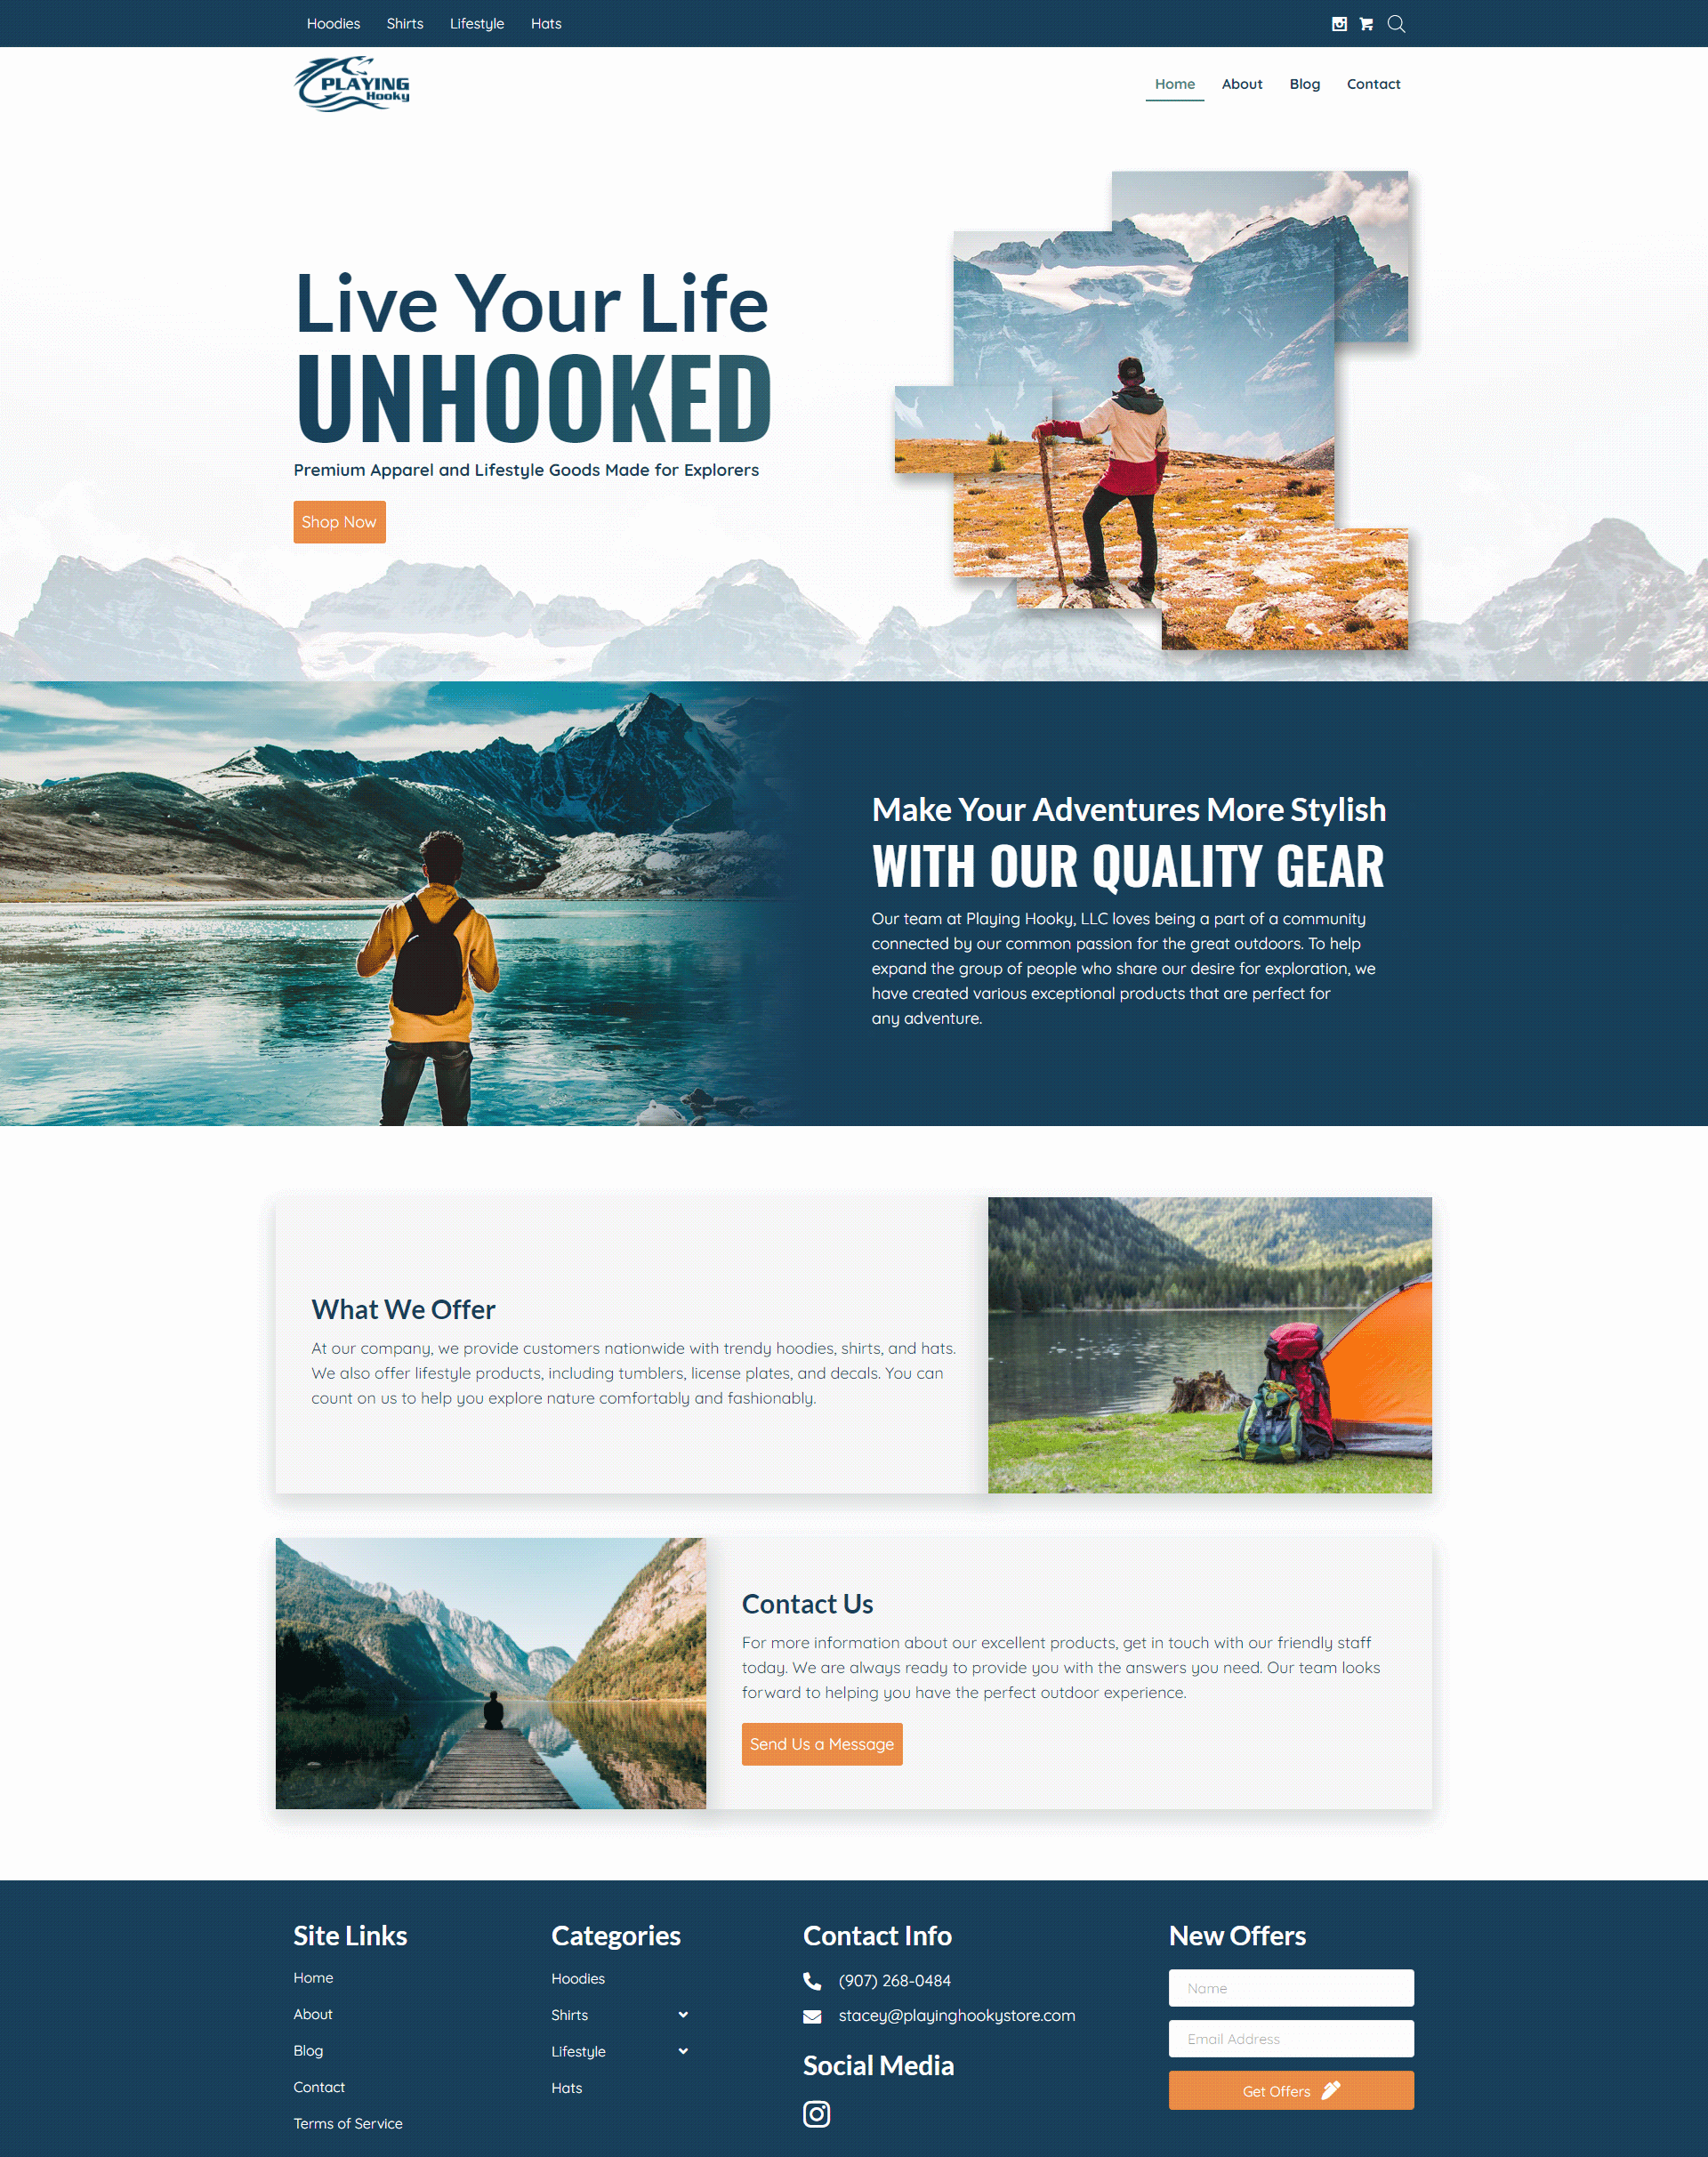 Hoodies Shirts Lifestyle Hats
PLAYING
Hooky
Home About Blog Contact
Live Your Life
UNHOOKED
Premium Apparel and Lifestyle Goods Made for Explorers
Shop Now
Make Your Adventures More Stylish
WITH OUR QUALITY GEAR
Our team at Playing Hooky, LLC loves being a part of a community
connected by our common passion for the great outdoors. To help
expand the group of people who share our desire for exploration, we
have created various exceptional products that are perfect for
any adventure.
What We Offer
At our company, we provide customers nationwide with trendy hoodies, shirts, and hats.
We also offer lifestyle products, including tumblers, license plates, and decals. You can
count on us to help you explore nature comfortably and fashionably.
Contact Us
For more information about our excellent products, get in touch with our friendly staff
today. We are always ready to provide you with the answers you need. Our team looks
forward to helping you have the perfect outdoor experience.
Send Us a Message
Site Links
Home
About
Blog
Contact
Terms of Service
Categories
Hoodies
Shirts
Lifestyle
Hats
Contact Info
(907) 268-0484
stacey@playinghookystore.com
Social Media
New Offers
Name
Email Address
Get Offers